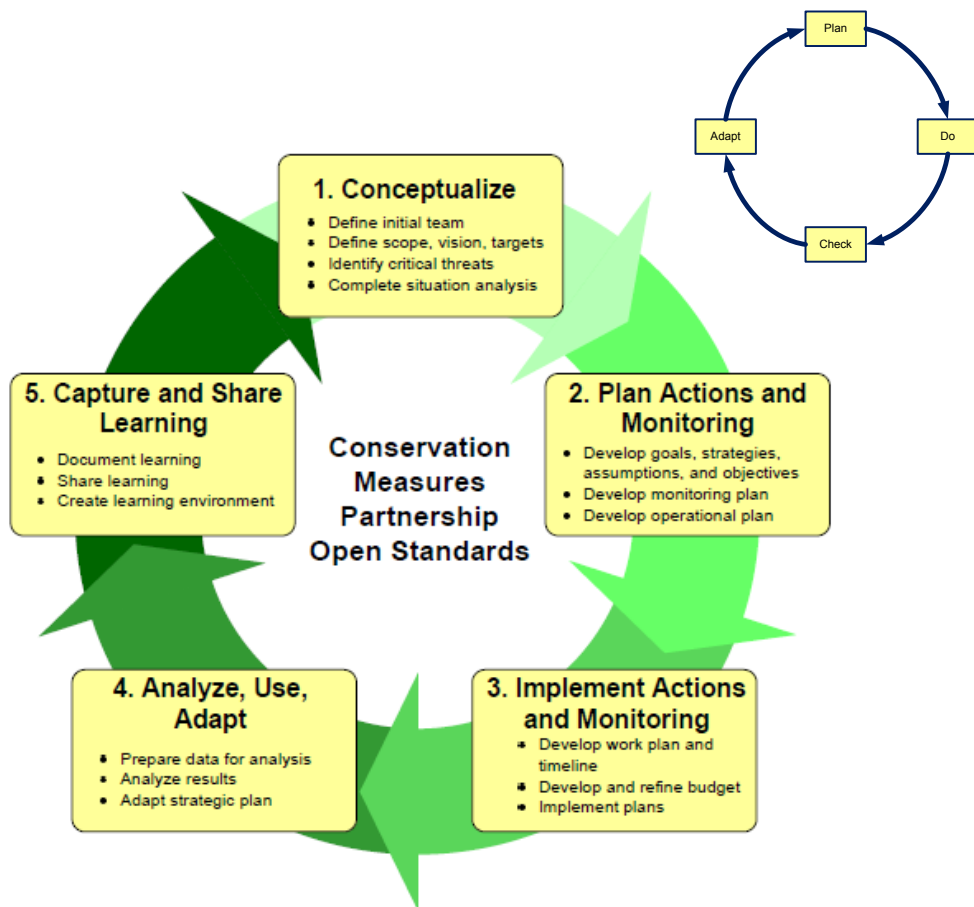 Plan
Adapt
Do
Check
1. Conceptualize
• Define initial team
• Define scope, vision, targets
• Identify critical threats
• Complete situation analysis
2. Plan Actions and
Monitoring
• Develop goals, strategies,
assumptions, and objectives
• Develop monitoring plan
• Develop operational plan
3. Implement Actions
and Monitoring
• Develop work plan and
timeline
• Develop and refine budget
• Implement plans
4. Analyze, Use,
Adapt
• Prepare data for analysis
• Analyze results
• Adapt strategic plan
5. Capture and Share
Learning
• Document learning
• Share learning
• Create learning environment
Conservation
Measures
Partnership
Open Standards